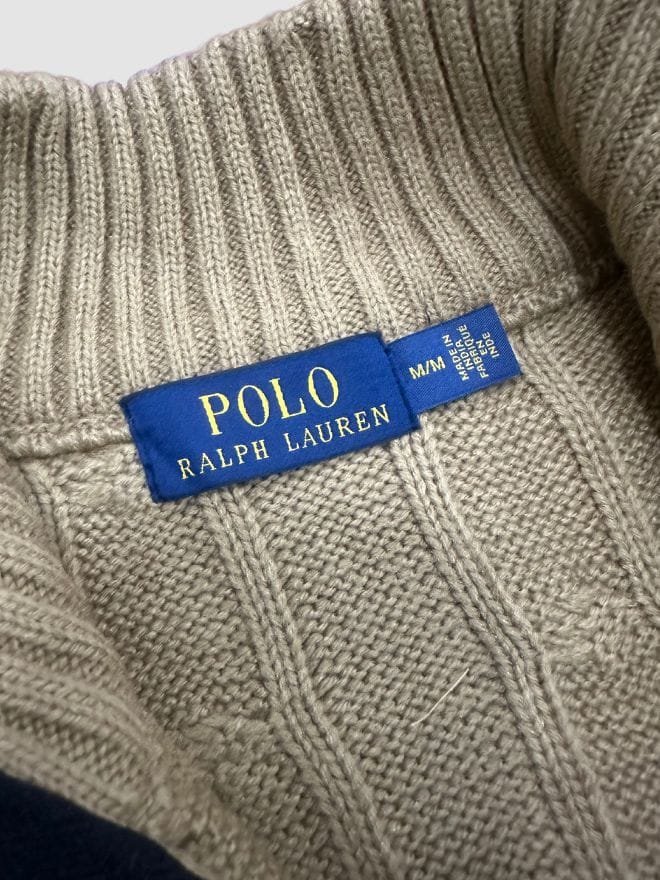 POLO
RALPH LAUREN
M/M
MADE IN
INDIA
FABRIQUÉ
EN INDE